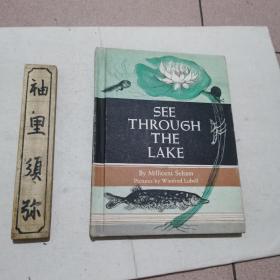 袖里須弥
SEE
THROUGH
THE
LAKE
By Millicent Selsam
Pictures by Winifred Lubell